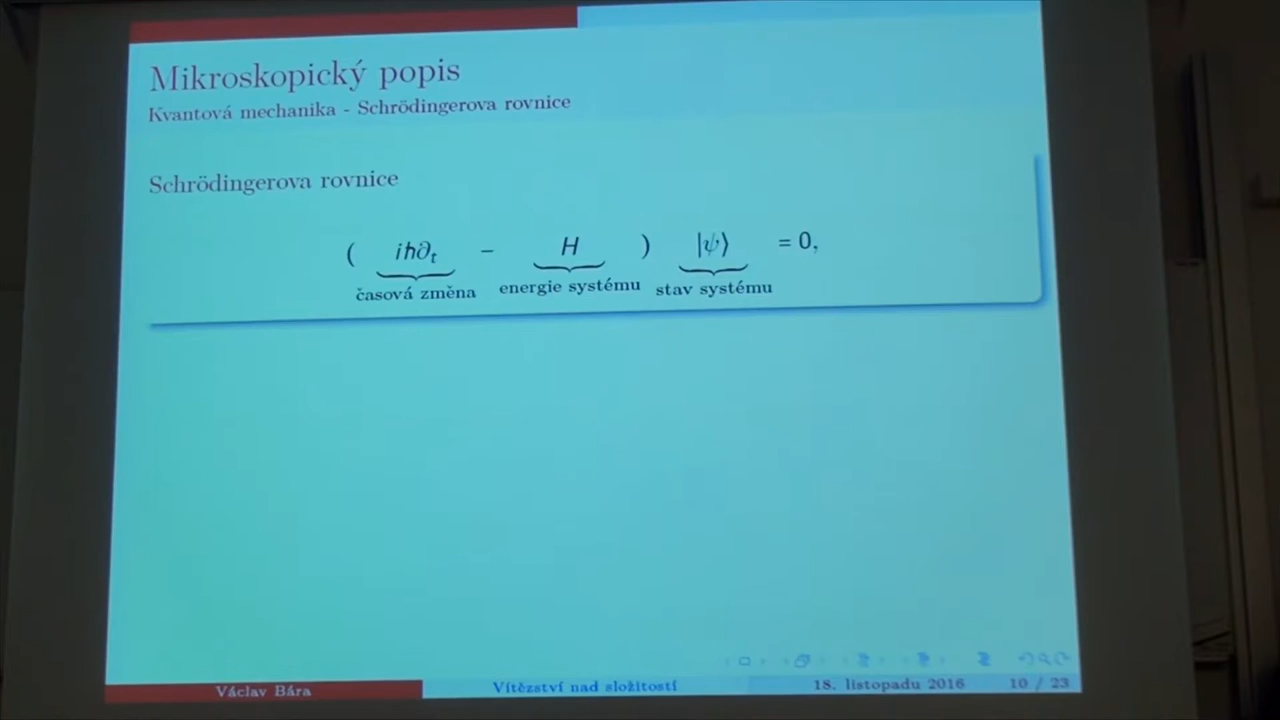 Mikroskopický popis
Kvantová mechanika - Schrödingerova rovnice
Schrödingerova rovnice
( iħ∂ₜ − H ) |ψ⟩ = 0,
časová změna energie systému stav systému
Václav Bára Vítězství nad složitostí 18. listopadu 2016 10 / 23